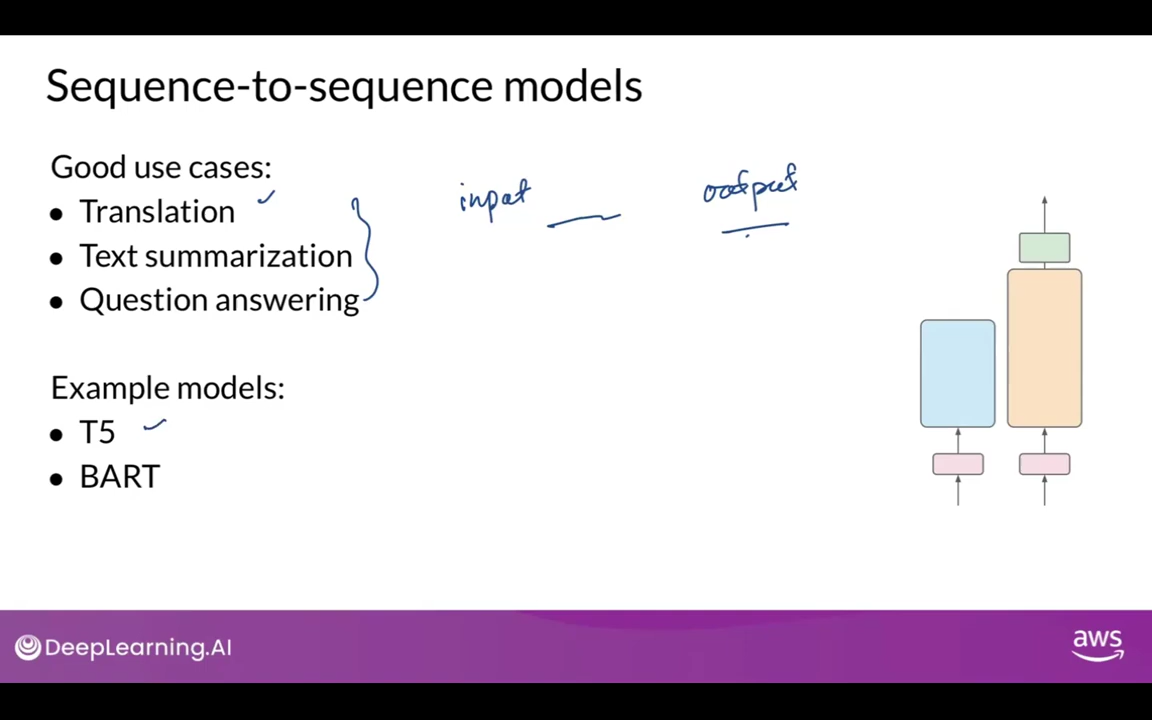 Sequence-to-sequence models
Good use cases:
● Translation
● Text summarization
● Question answering
input
output
Example models:
● T5
● BART
DeepLearning.AI
aws